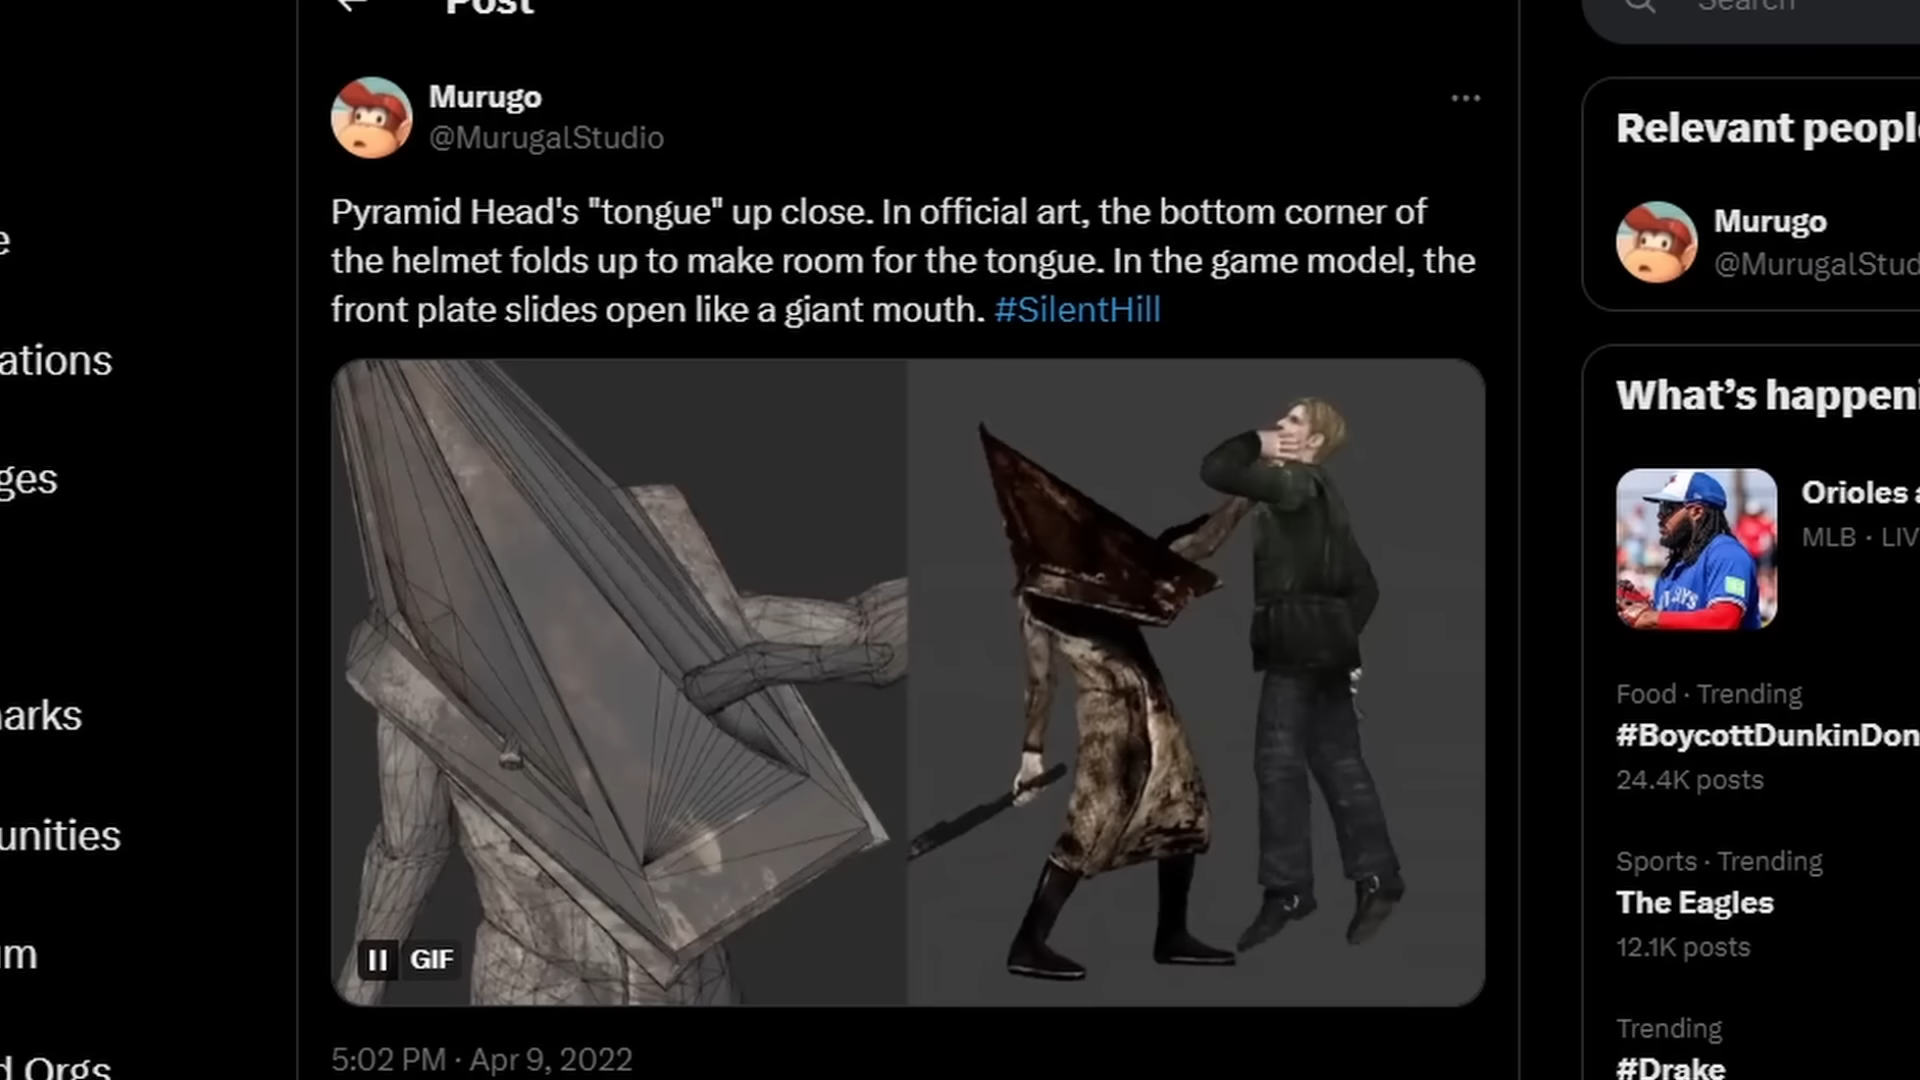 Post
Search
Murugo
@MurugalStudio
Pyramid Head's "tongue" up close. In official art, the bottom corner of
the helmet folds up to make room for the tongue. In the game model, the
front plate slides open like a giant mouth. #SilentHill
GIF
5:02 PM · Apr 9, 2022
e
ations
ges
arks
unities
m
d Orgs
Relevant people
Murugo
@MurugalStud
What's happeni
Orioles a
MLB · LIV
Food · Trending
#BoycottDunkinDon
24.4K posts
Sports · Trending
The Eagles
12.1K posts
Trending
#Drake